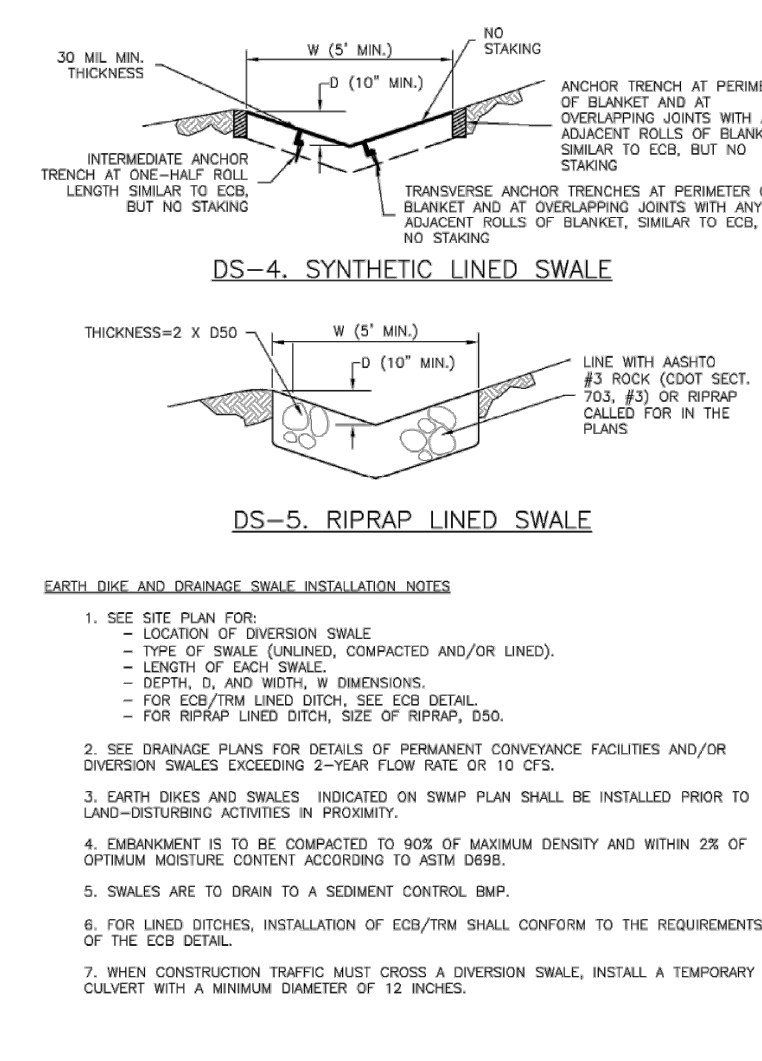 30 MIL MIN.
THICKNESS
W (5' MIN.)
D (10" MIN.)
NO
STAKING
ANCHOR TRENCH AT PERIME
OF BLANKET AND AT
OVERLAPPING JOINTS WITH
ADJACENT ROLLS OF BLANK
SIMILAR TO ECB, BUT NO
STAKING
INTERMEDIATE ANCHOR
TRENCH AT ONE-HALF ROLL
LENGTH SIMILAR TO ECB,
BUT NO STAKING
TRANSVERSE ANCHOR TRENCHES AT PERIMETER
BLANKET AND AT OVERLAPPING JOINTS WITH ANY
ADJACENT ROLLS OF BLANKET, SIMILAR TO ECB,
NO STAKING
DS-4. SYNTHETIC LINED SWALE
THICKNESS=2 X D50
W (5' MIN.)
D (10" MIN.)
LINE WITH AASHTO
#3 ROCK (CDOT SECT.
703, #3) OR RIPRAP
CALLED FOR IN THE
PLANS
DS-5. RIPRAP LINED SWALE
EARTH DIKE AND DRAINAGE SWALE INSTALLATION NOTES
1. SEE SITE PLAN FOR:
- LOCATION OF DIVERSION SWALE
- TYPE OF SWALE (UNLINED, COMPACTED AND/OR LINED).
- LENGTH OF EACH SWALE.
- DEPTH, D, AND WIDTH, W DIMENSIONS.
- FOR ECB/TRM LINED DITCH, SEE ECB DETAIL.
- FOR RIPRAP LINED DITCH, SIZE OF RIPRAP, D50.
2. SEE DRAINAGE PLANS FOR DETAILS OF PERMANENT CONVEYANCE FACILITIES AND/OR
DIVERSION SWALES EXCEEDING 2-YEAR FLOW RATE OR 10 CFS.
3. EARTH DIKES AND SWALES INDICATED ON SWMP PLAN SHALL BE INSTALLED PRIOR TO
LAND-DISTURBING ACTIVITIES IN PROXIMITY.
4. EMBANKMENT IS TO BE COMPACTED TO 90% OF MAXIMUM DENSITY AND WITHIN 2% OF
OPTIMUM MOISTURE CONTENT ACCORDING TO ASTM D698.
5. SWALES ARE TO DRAIN TO A SEDIMENT CONTROL BMP.
6. FOR LINED DITCHES, INSTALLATION OF ECB/TRM SHALL CONFORM TO THE REQUIREMENTS
OF THE ECB DETAIL.
7. WHEN CONSTRUCTION TRAFFIC MUST CROSS A DIVERSION SWALE, INSTALL A TEMPORARY
CULVERT WITH A MINIMUM DIAMETER OF 12 INCHES.